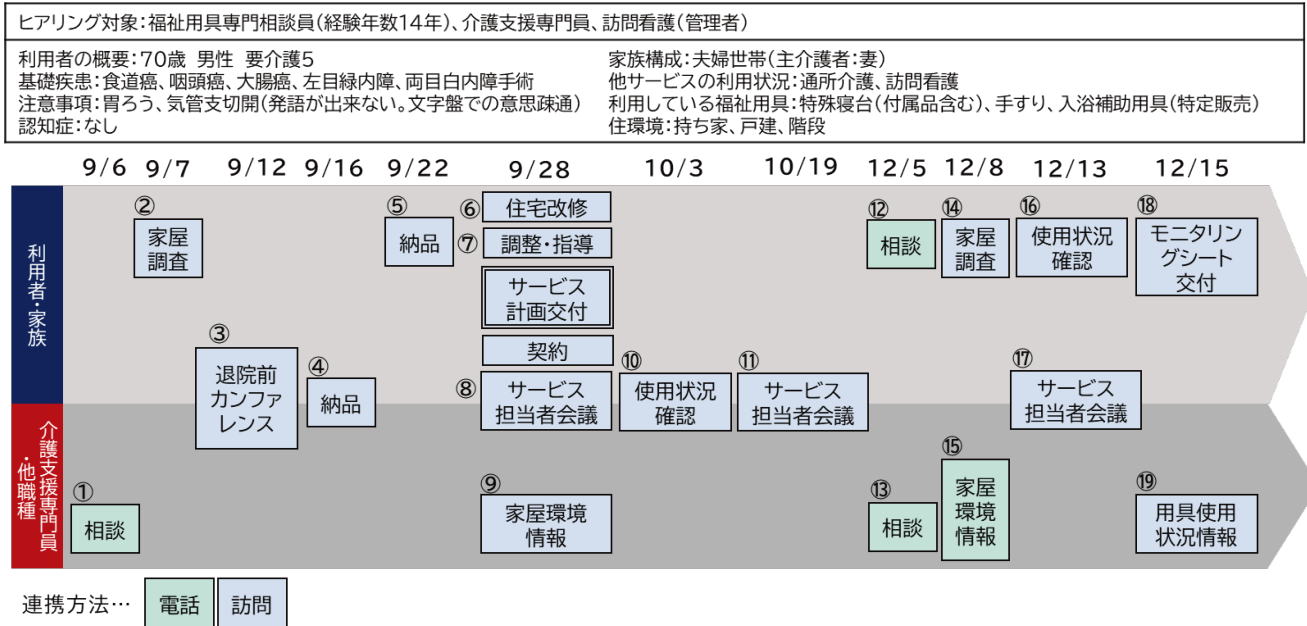 ヒアリング対象:福祉用具専門相談員(経験年数14年)、介護支援専門員、訪問看護(管理者)
利用者の概要:70歳 男性 要介護5
基礎疾患:食道癌、咽頭癌、大腸癌、左目緑内障、両目白内障手術
注意事項:胃ろう、気管支切開(発語が出来ない。文字盤での意思疎通)
認知症:なし
家族構成:夫婦世帯(主介護者:妻)
他サービスの利用状況:通所介護、訪問看護
利用している福祉用具:特殊寝台(付属品含む)、手すり、入浴補助用具(特定販売)
住環境:持ち家、戸建、階段
9/6 9/7 9/12 9/16 9/22 9/28 10/3 10/19 12/5 12/8 12/13 12/15
利用者・家族
②
家屋
調査
③
退院前
カンファ
レンス
④
納品
⑤
納品
⑥
住宅改修
⑦
調整・指導
サービス
計画交付
契約
⑧
サービス
担当者会議
⑩
使用状況
確認
⑪
サービス
担当者会議
⑫
相談
⑭
家屋
調査
⑯
使用状況
確認
⑰
サービス
担当者会議
⑱
モニタリン
グシート
交付
介護支援専門員
・他職種
①
相談
⑨
家屋環境
情報
⑬
相談
⑮
家屋
環境
情報
⑲
用具使用
状況情報
連携方法… 電話 訪問